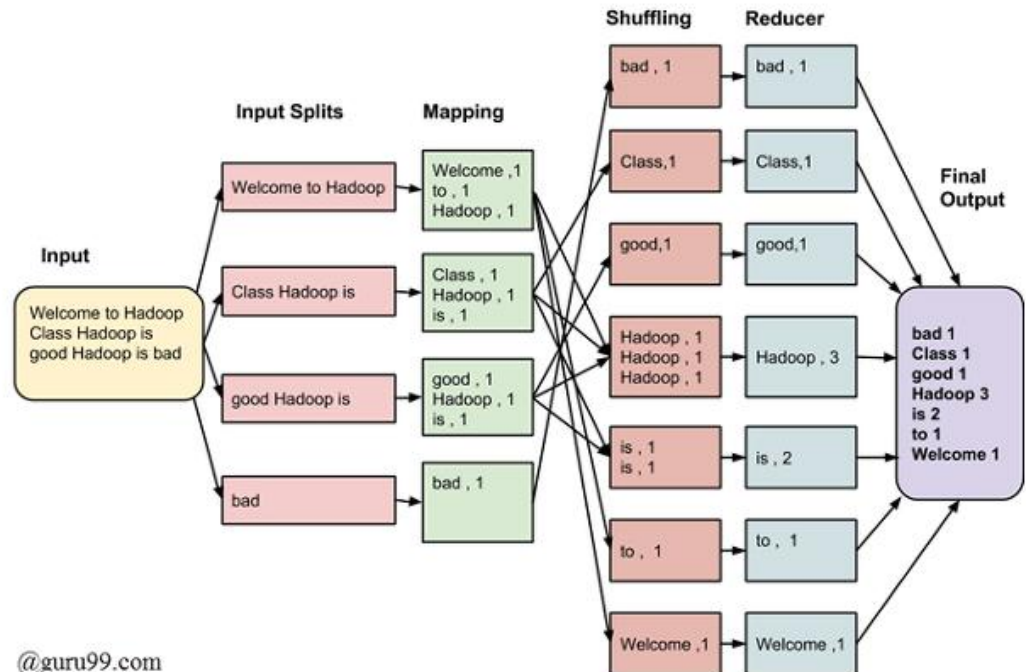 Shuffling
Reducer
Input Splits
Mapping
Final
Output
Input
Welcome to Hadoop
Class Hadoop is
good Hadoop is bad
Welcome to Hadoop
Class Hadoop is
good Hadoop is
bad
Welcome ,1
to , 1
Hadoop , 1
Class , 1
Hadoop , 1
is , 1
good , 1
Hadoop , 1
is , 1
bad , 1
bad , 1
Class,1
good,1
Hadoop , 1
Hadoop , 1
Hadoop , 1
is , 1
is , 1
to , 1
Welcome ,1
bad , 1
Class,1
good,1
Hadoop , 3
is , 2
to , 1
Welcome ,1
bad 1
Class 1
good 1
Hadoop 3
is 2
to 1
Welcome 1
@guru99.com